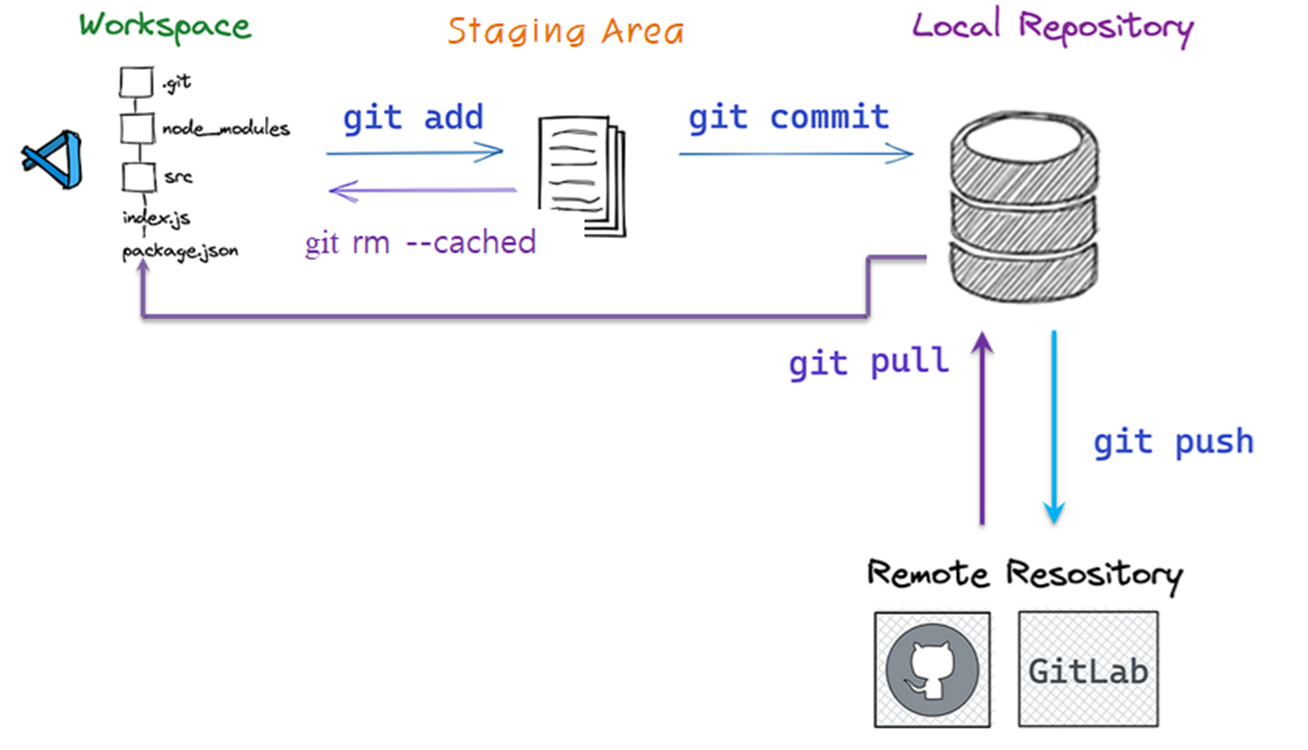 Workspace
Staging Area
Local Repository
.git
node_modules
src
index.js
package.json
git add
git commit
git rm --cached
git pull
git push
Remote Resository
GitLab